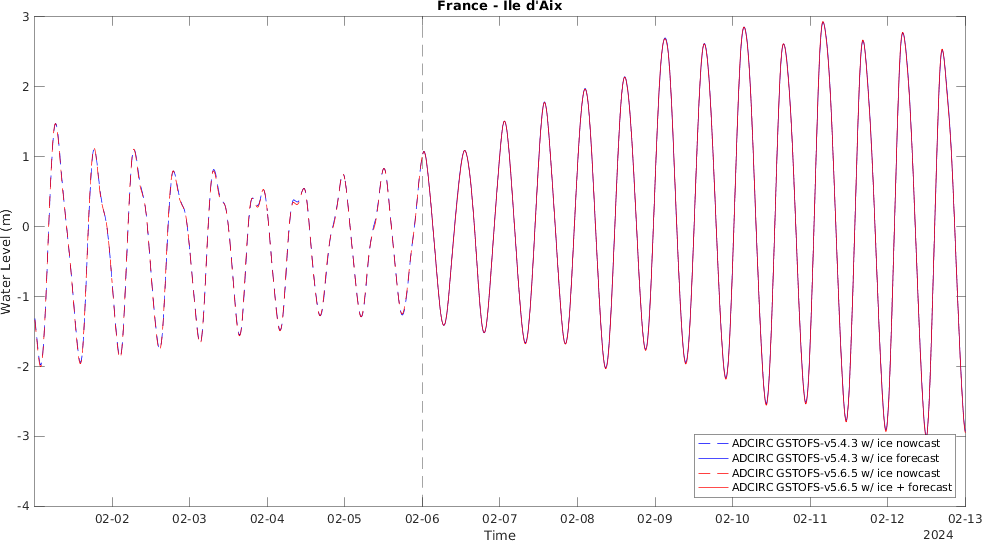 France - Ile d'Aix
3
2
1
0
-1
-2
-3
-4
Water Level (m)
ADCIRC GSTOFS-v5.4.3 w/ ice nowcast
ADCIRC GSTOFS-v5.4.3 w/ ice forecast
ADCIRC GSTOFS-v5.6.5 w/ ice nowcast
ADCIRC GSTOFS-v5.6.5 w/ ice + forecast
02-02 02-03 02-04 02-05 02-06 02-07 02-08 02-09 02-10 02-11 02-12 02-13
Time
2024